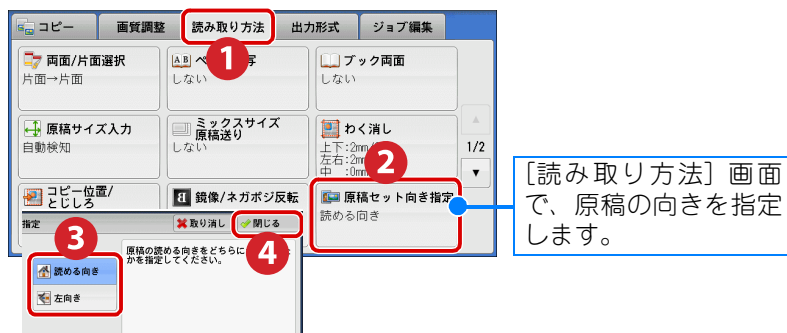 コピー 画質調整 読み取り方法 出力形式 ジョブ編集
1
両面/片面選択
片面→片面
しない
ブック両面
しない
原稿サイズ入力
自動検知
ミックスサイズ
原稿送り
しない
わく消し
上下:2mm
左右:2mm
中 :0mm
1/2
2
コピー位置/
とじしろ
鏡像/ネガポジ反転
原稿セット向き指定
読める向き
指定
取り消し
閉じる
3
4
原稿の読める向きをどちらに
かを指定してください。
読める向き
左向き
[読み取り方法] 画面
で、原稿の向きを指定
します。